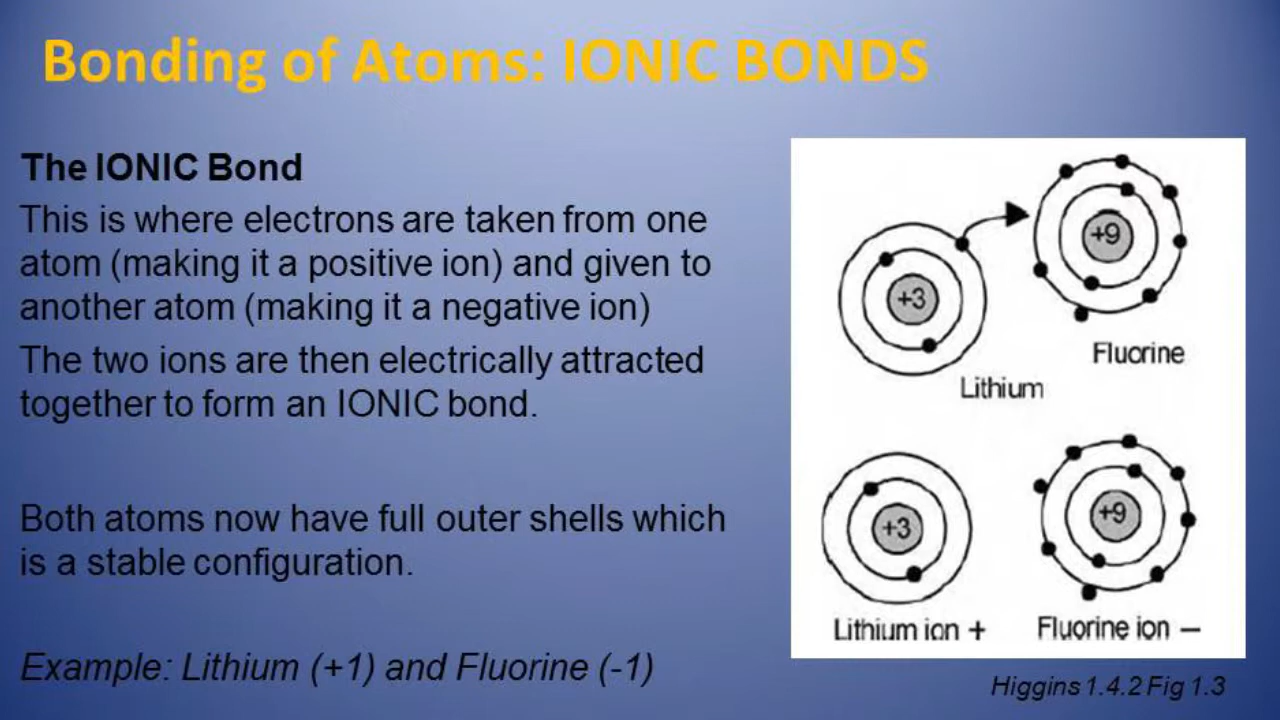 Bonding of Atoms: IONIC BONDS
The IONIC Bond
This is where electrons are taken from one
atom (making it a positive ion) and given to
another atom (making it a negative ion)
The two ions are then electrically attracted
together to form an IONIC bond.
Both atoms now have full outer shells which
is a stable configuration.
Example: Lithium (+1) and Fluorine (-1)
+9
+3
Fluorine
Lithium
+3
+9
Lithium ion +
Fluorine ion –
Higgins 1.4.2 Fig 1.3